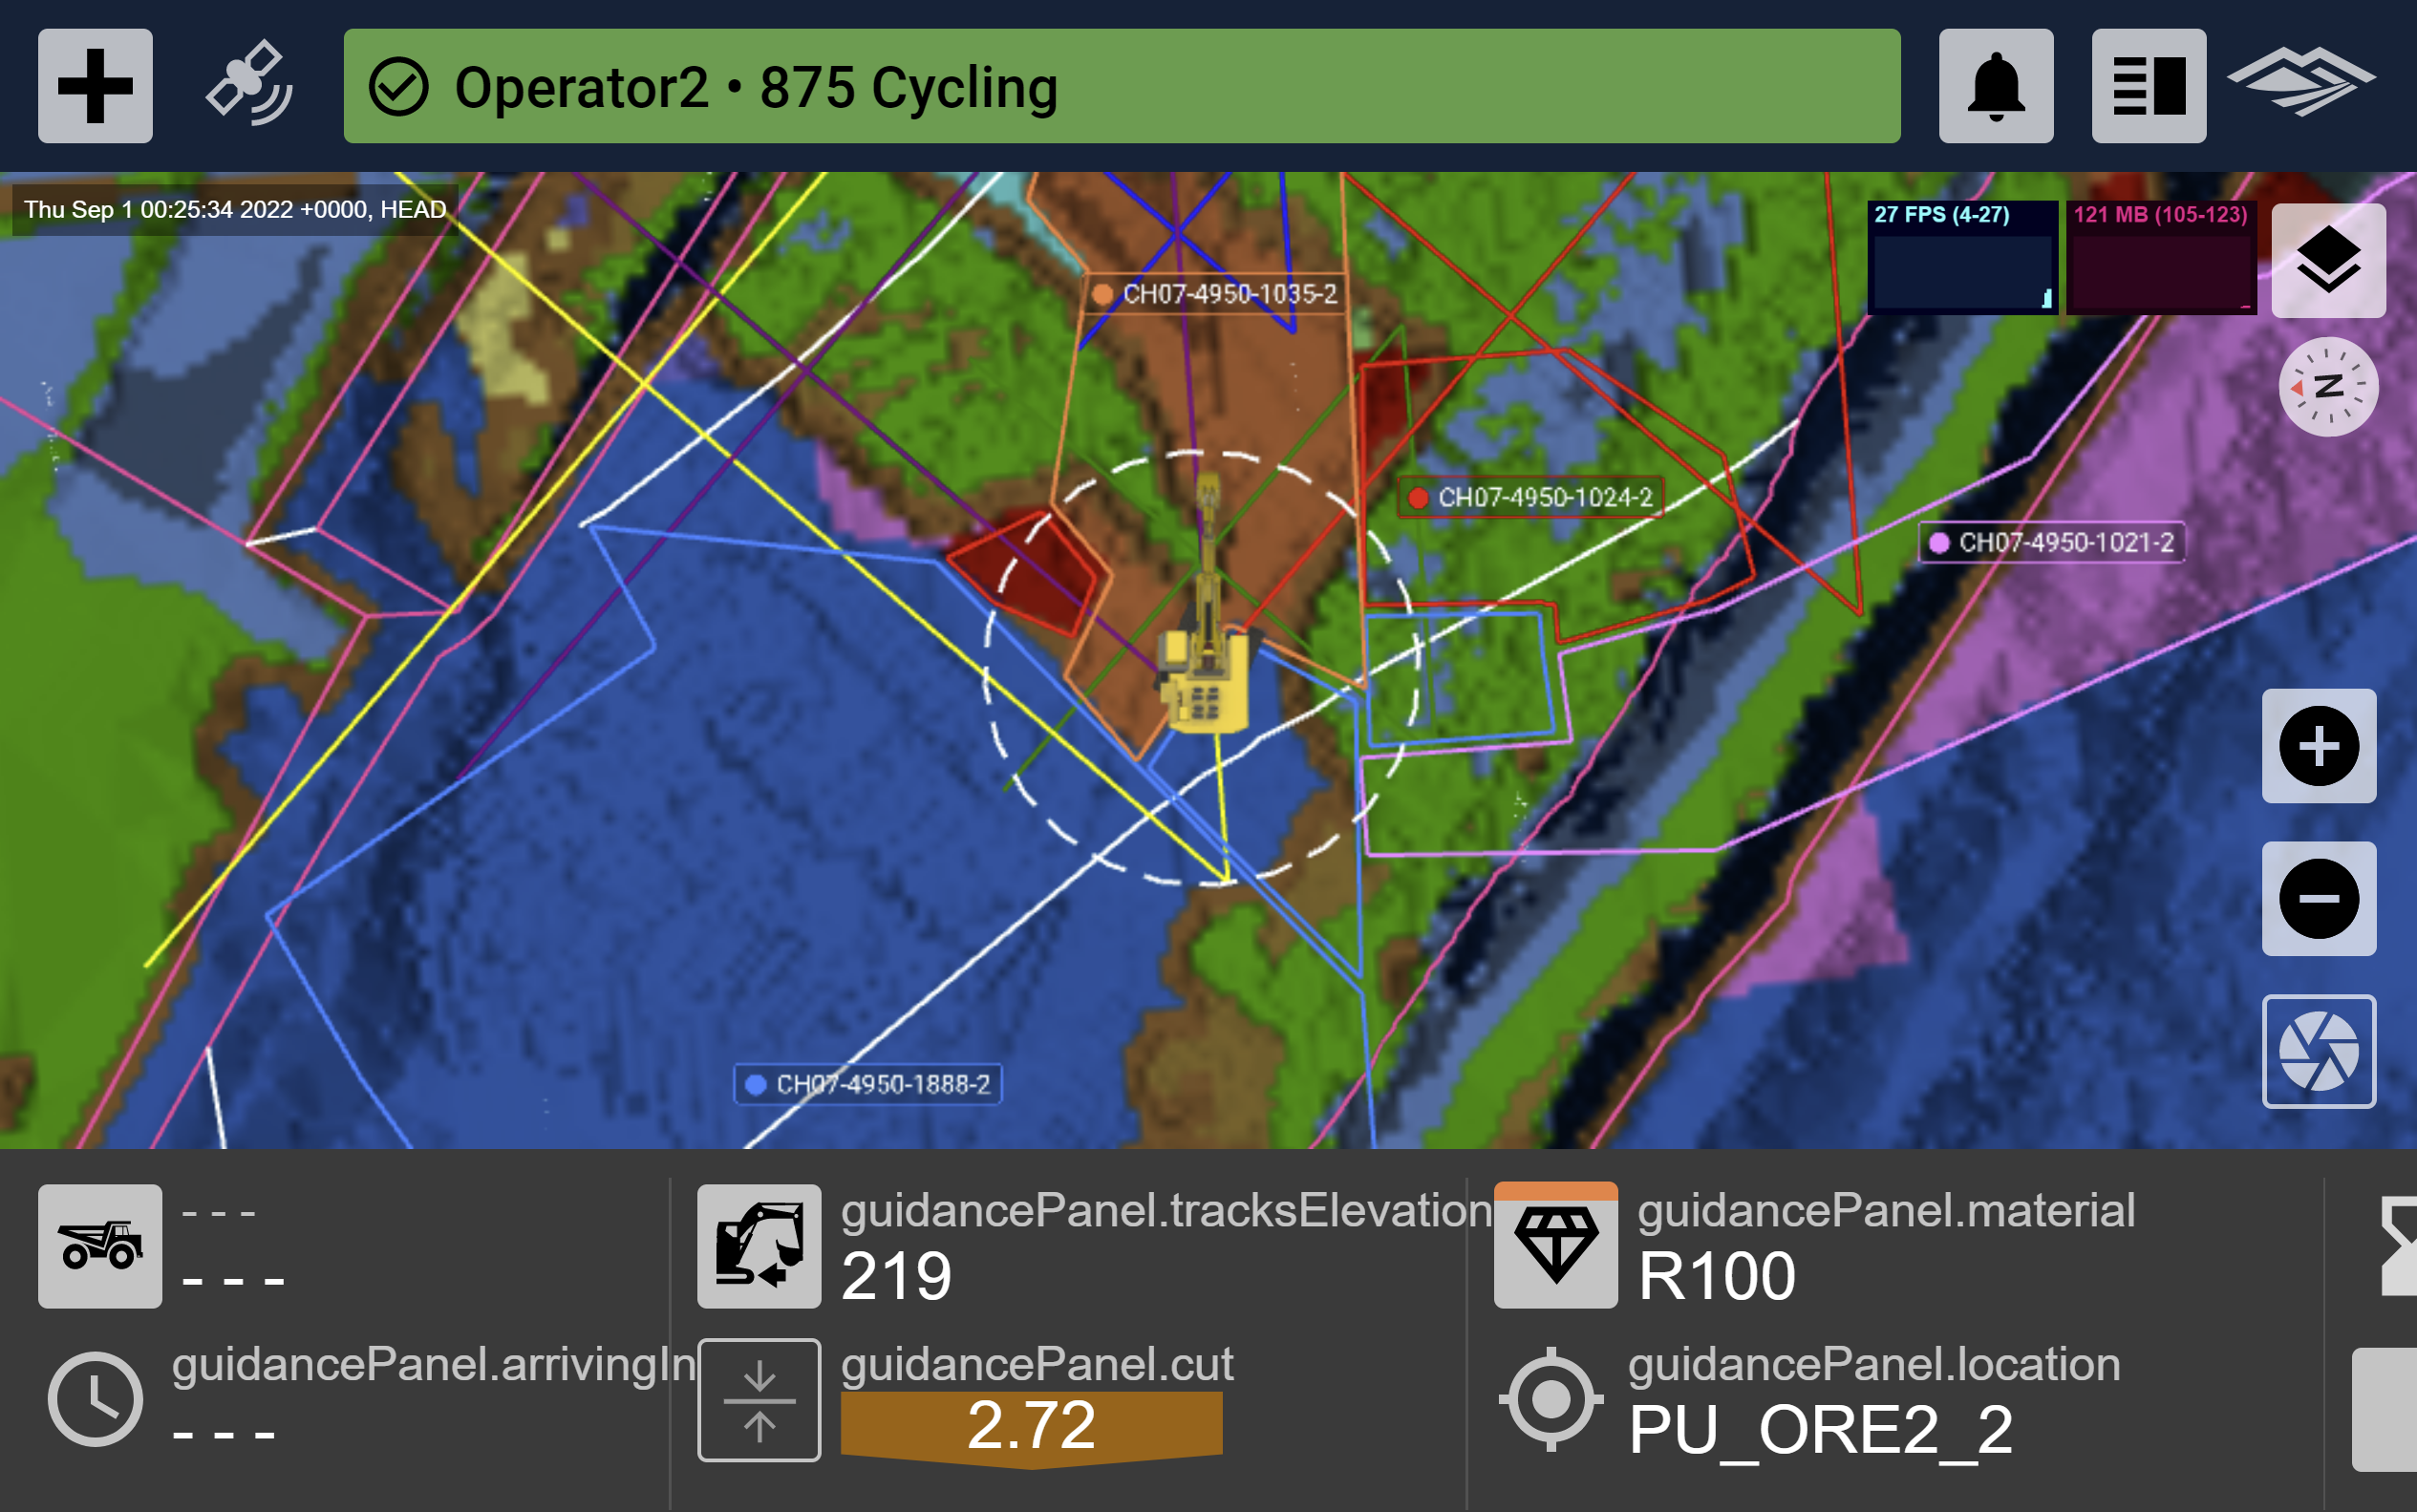 Operator2 • 875 Cycling
Thu Sep 1 00:25:34 2022 +0000, HEAD
27 FPS (4-27)
121 MB (105-123)
N
CH07-4950-1035-2
CH07-4950-1024-2
CH07-4950-1021-2
CH07-4950-1888-2
- - -
- - -
guidancePanel.arrivingIn
- - -
guidancePanel.tracksElevation
219
guidancePanel.cut
2.72
guidancePanel.material
R100
guidancePanel.location
PU_ORE2_2